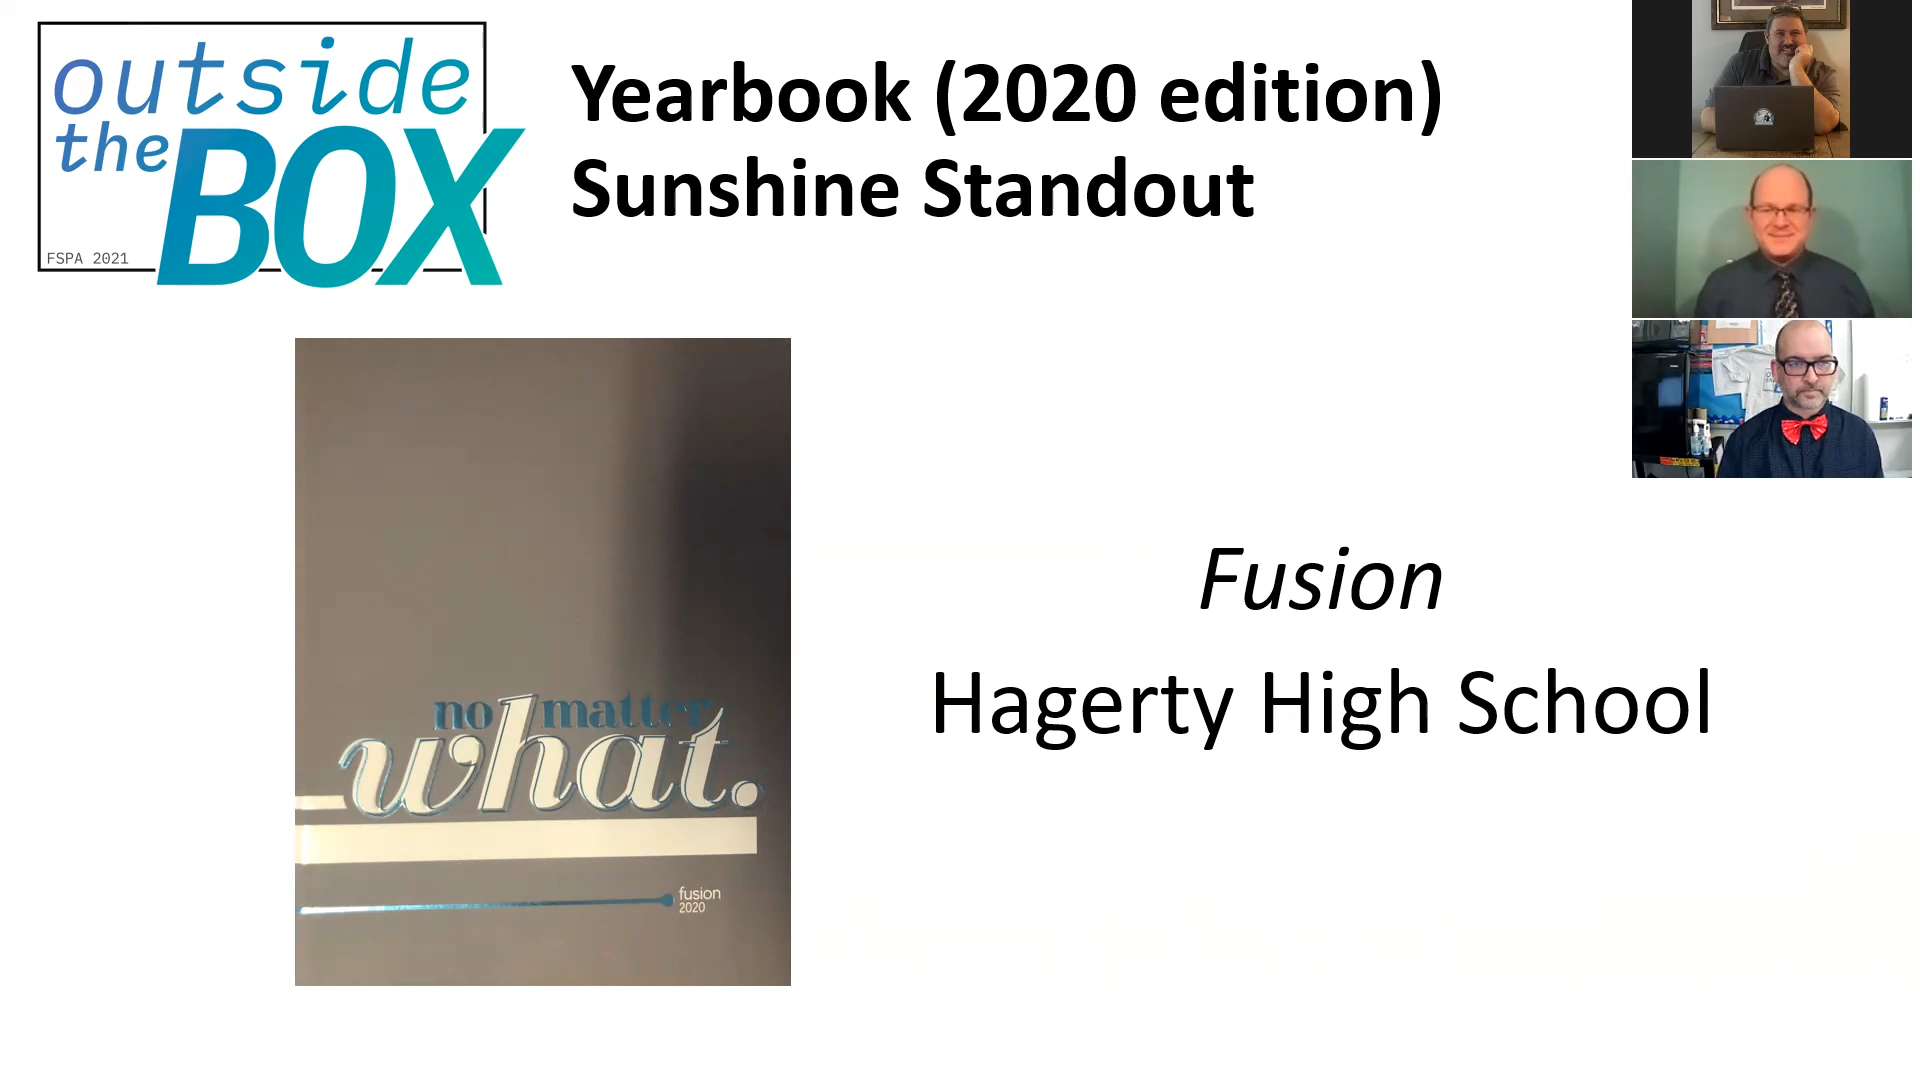 outside
the BOX
FSPA 2021
Yearbook (2020 edition)
Sunshine Standout
no matter
what.
fusion
2020
Fusion
Hagerty High School